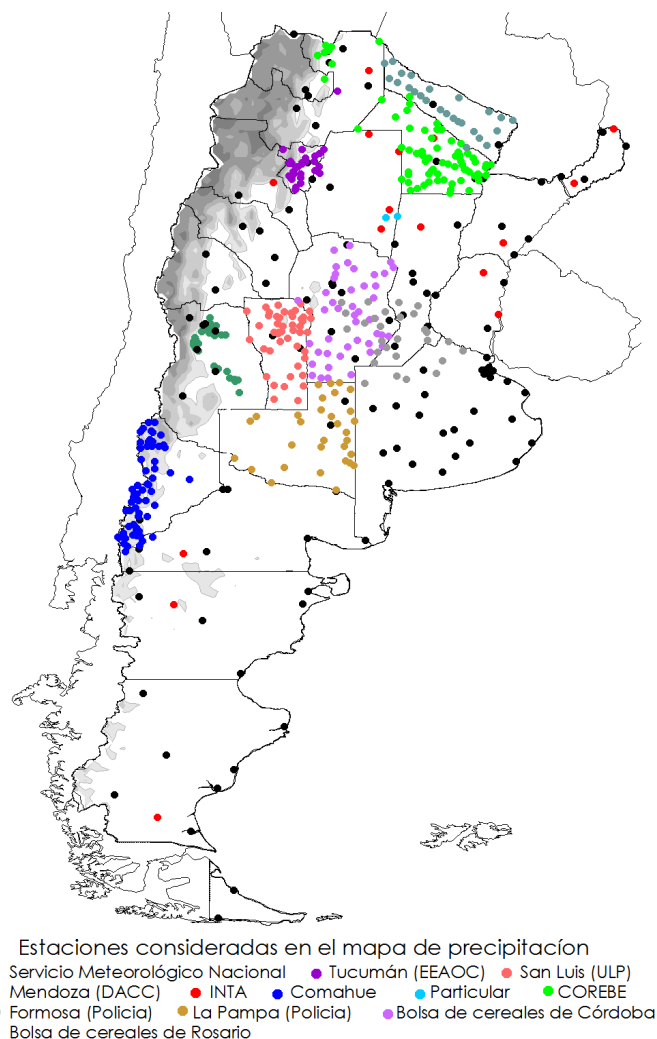 Estaciones consideradas en el mapa de precipitacíon
Servicio Meteorológico Nacional Tucumán (EEAOC) San Luis (ULP)
Mendoza (DACC) INTA Comahue Particular COREBE
Formosa (Policia) La Pampa (Policia) Bolsa de cereales de Córdoba
Bolsa de cereales de Rosario